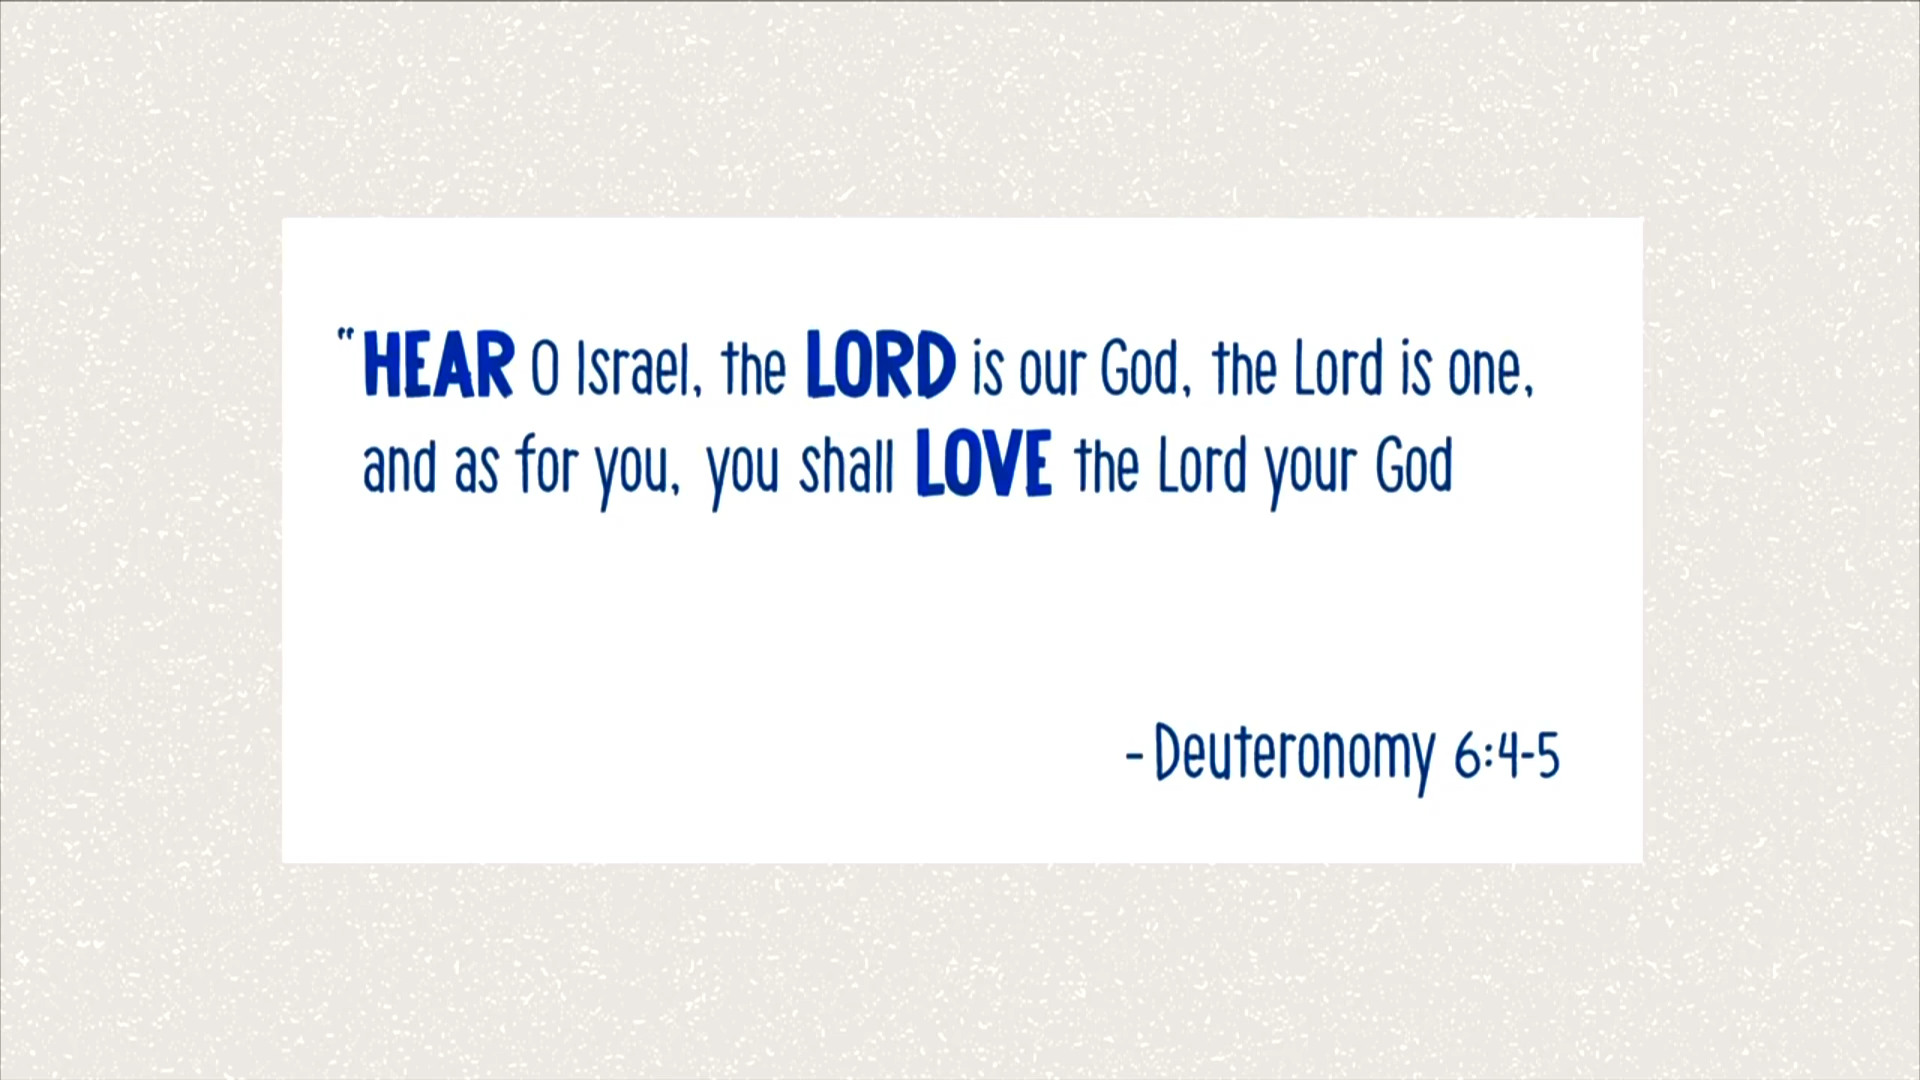 “HEAR O Israel, the LORD is our God, the Lord is one,
and as for you, you shall LOVE the Lord your God
- Deuteronomy 6:4-5